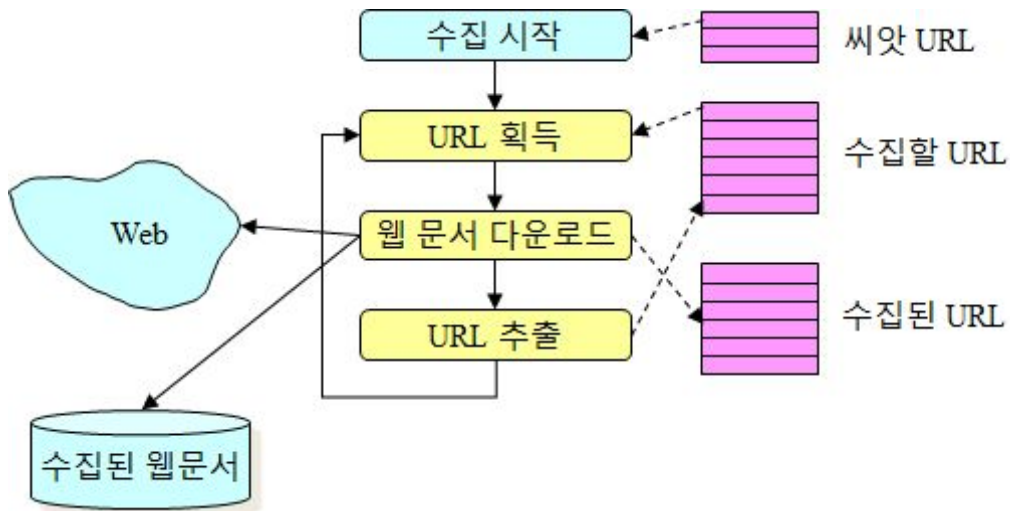 수집 시작
씨앗 URL
URL 획득
수집할 URL
Web
웹 문서 다운로드
URL 추출
수집된 URL
수집된 웹문서